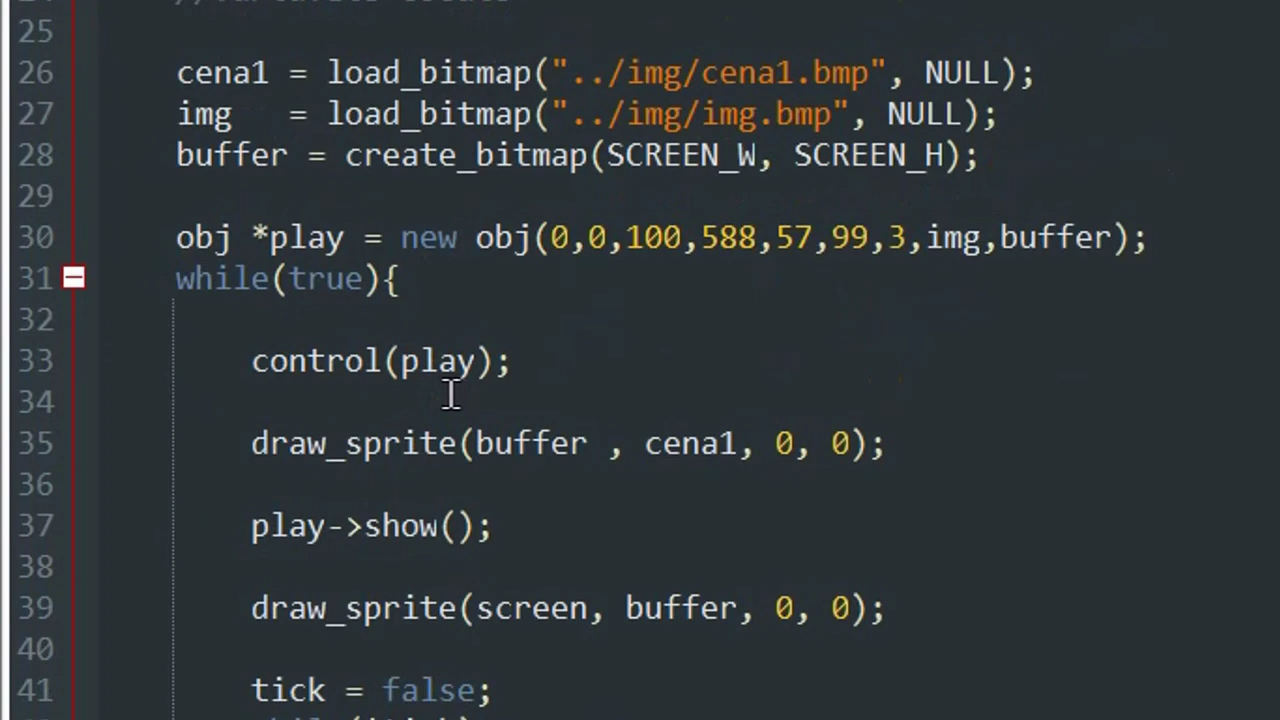 25
26 cena1 = load_bitmap("../img/cena1.bmp", NULL);
27 img = load_bitmap("../img/img.bmp", NULL);
28 buffer = create_bitmap(SCREEN_W, SCREEN_H);
29
30 obj *play = new obj(0,0,100,588,57,99,3,img,buffer);
31 while(true){
32
33 control(play);
34
35 draw_sprite(buffer , cena1, 0, 0);
36
37 play->show();
38
39 draw_sprite(screen, buffer, 0, 0);
40
41 tick = false;